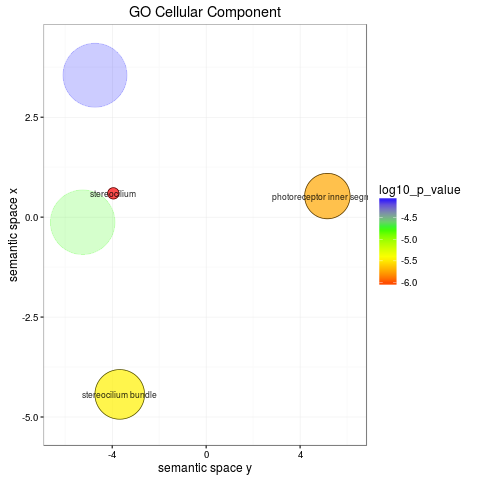 GO Cellular Component
semantic space x
2.5
0.0
-2.5
-5.0
stereocilium
photoreceptor inner segn
stereocilium bundle
-4
0
4
semantic space y
log10_p_value
-4.5
-5.0
-5.5
-6.0